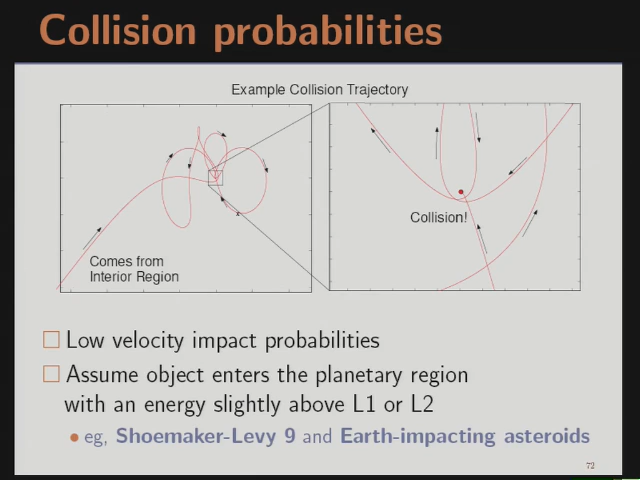 Collision probabilities
Example Collision Trajectory
Comes from
Interior Region
Collision!
Low velocity impact probabilities
Assume object enters the planetary region
with an energy slightly above L1 or L2
eg, Shoemaker-Levy 9 and Earth-impacting asteroids
72